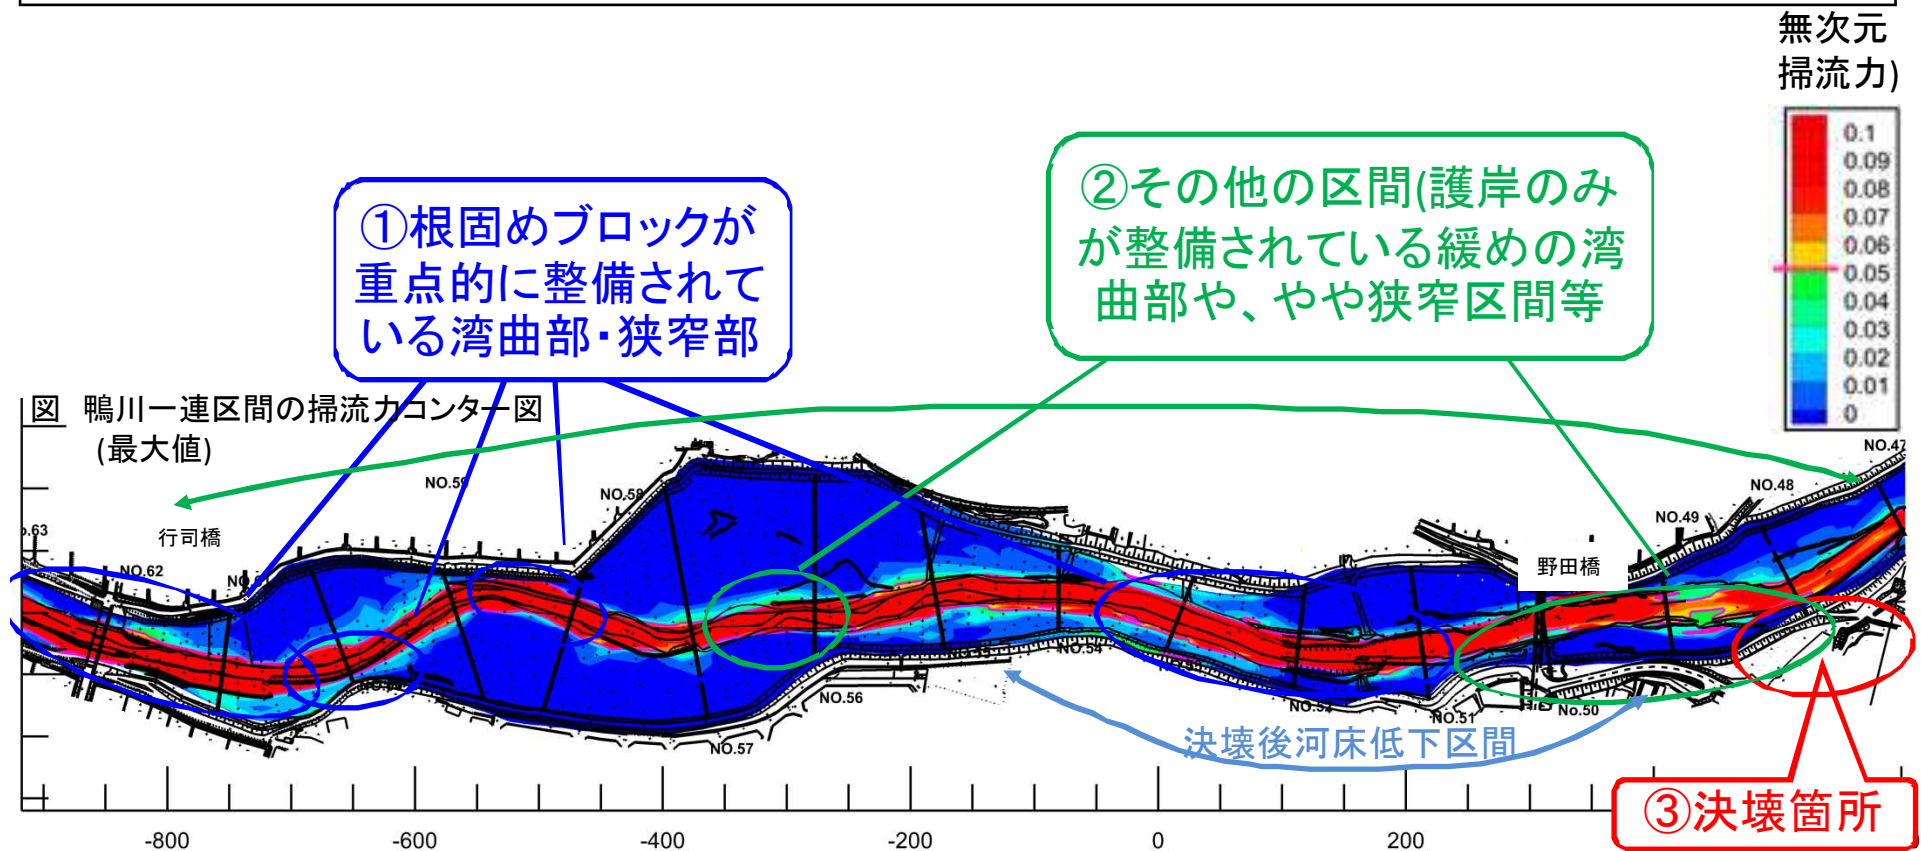 無次元
掃流力)
0.1
0.09
0.08
0.07
0.06
0.05
0.04
0.03
0.02
0.01
0
①根固めブロックが
重点的に整備されて
いる湾曲部・狭窄部
②その他の区間(護岸のみ
が整備されている緩めの湾
曲部や、やや狭窄区間等
図 鴨川一連区間の掃流力コンター図
(最大値)
行司橋
野田橋
NO.62
NO.59
NO.58
NO.57
NO.56
NO.54
NO.51
No.50
NO.49
NO.48
NO.47
決壊後河床低下区間
③決壊箇所
-800
-600
-400
-200
0
200